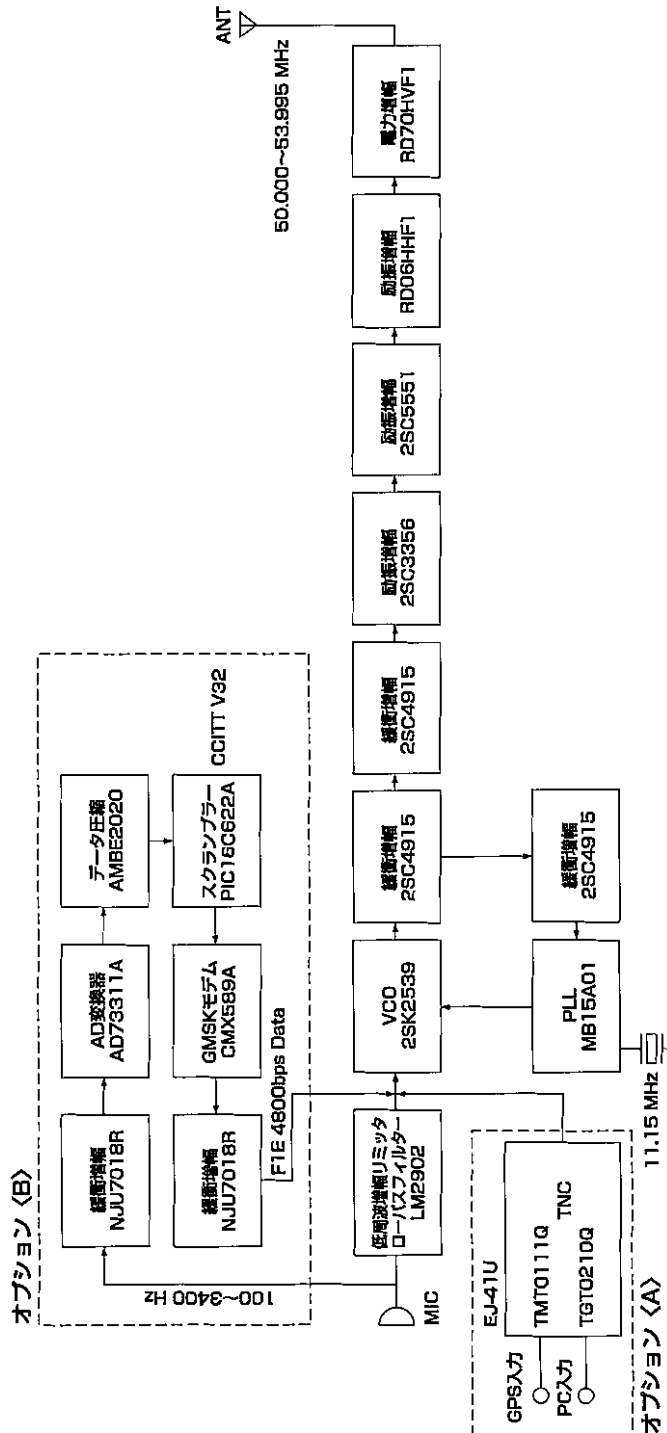 オプション〈B〉
緩衝増幅
NJU7018R
AD変換器
AD73311A
データ圧縮
AMBE2020
緩衝増幅
NJU7018R
GMSKモデム
CMX589A
スクランブラー
PIC16C622A
CCITT V32
100~3400 Hz
F1E 4800bps Data
MIC
低周波増幅リミッタ
ローパスフィルター
LM2902
VCO
2SK2539
緩衝増幅
2SC4915
緩衝増幅
2SC4915
励振増幅
2SC3356
励振増幅
2SC5551
励振増幅
RD06HHF1
電力増幅
RD70HVF1
ANT
50.000~53.995 MHz
PLL
MB15A01
緩衝増幅
2SC4915
11.15 MHz
EJ-41U
GPS入力
TMT0111Q
TNC
PC入力
TGT0210Q
オプション〈A〉